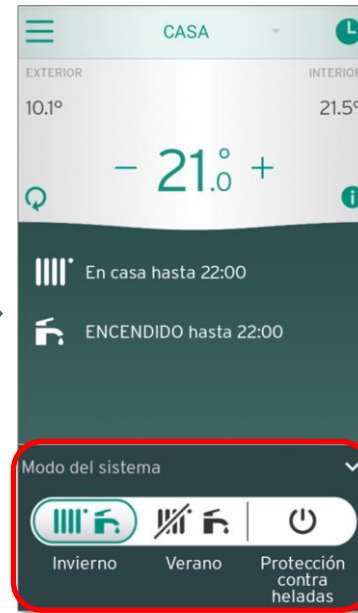 CASA
EXTERIOR
INTERIOR
10.1°
21.5°
− 21.0° +
En casa hasta 22:00
ENCENDIDO hasta 22:00
Modo del sistema
Invierno
Verano
Protección
contra
heladas